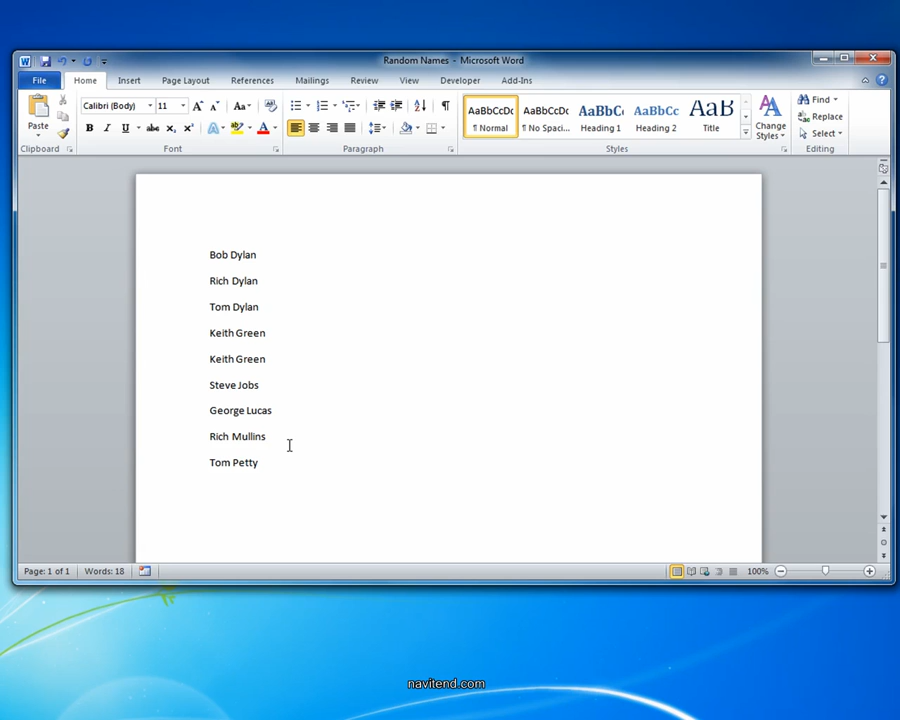 Random Names - Microsoft Word
File Home Insert Page Layout References Mailings Review View Developer Add-Ins
Paste
Calibri (Body) 11
AaBbCcDc AaBbCcDc AaBbCc AaBbCc AaB
¶ Normal ¶ No Spaci... Heading 1 Heading 2 Title
Change
Styles
Find
Replace
Select
Clipboard Font Paragraph Styles Editing
Bob Dylan
Rich Dylan
Tom Dylan
Keith Green
Keith Green
Steve Jobs
George Lucas
Rich Mullins
Tom Petty
Page: 1 of 1 Words: 18 100%
navitend.com